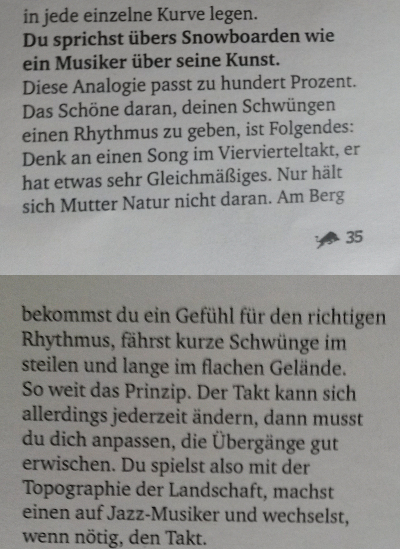 in jede einzelne Kurve legen.
Du sprichst übers Snowboarden wie
ein Musiker über seine Kunst.
Diese Analogie passt zu hundert Prozent.
Das Schöne daran, deinen Schwüngen
einen Rhythmus zu geben, ist Folgendes:
Denk an einen Song im Viervierteltakt, er
hat etwas sehr Gleichmäßiges. Nur hält
sich Mutter Natur nicht daran. Am Berg
35
bekommst du ein Gefühl für den richtigen
Rhythmus, fährst kurze Schwünge im
steilen und lange im flachen Gelände.
So weit das Prinzip. Der Takt kann sich
allerdings jederzeit ändern, dann musst
du dich anpassen, die Übergänge gut
erwischen. Du spielst also mit der
Topographie der Landschaft, machst
einen auf Jazz-Musiker und wechselst,
wenn nötig, den Takt.